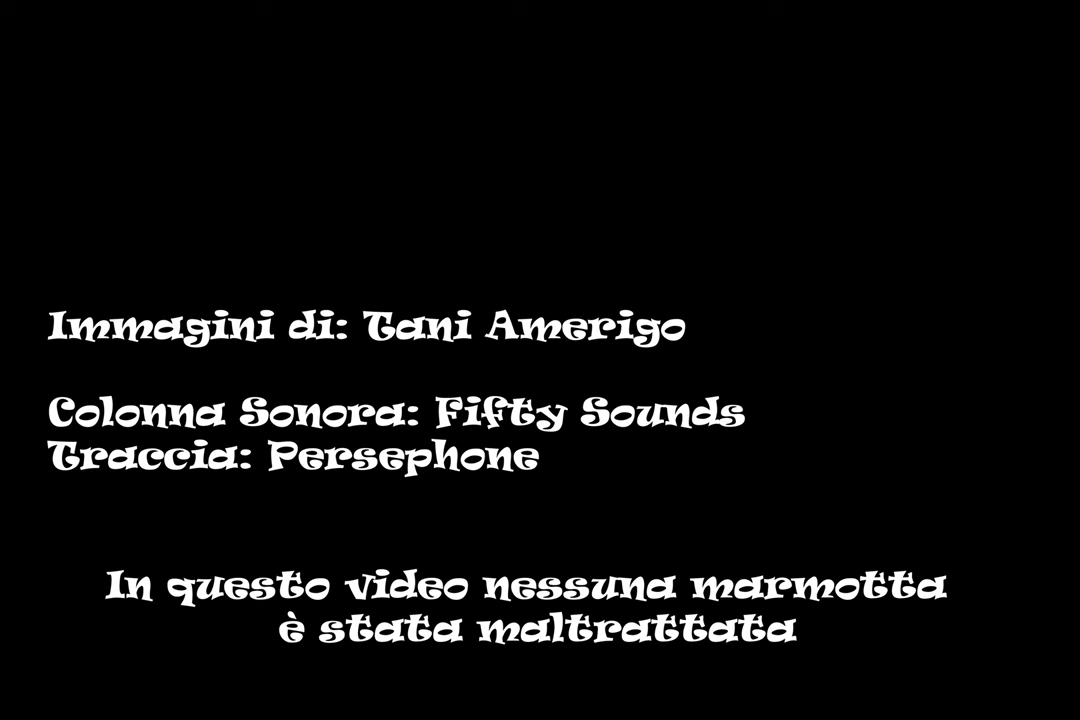 Immagini di: Tani Amerigo
Colonna Sonora: Fifty Sounds
Traccia: Persephone
In questo video nessuna marmotta
è stata maltrattata